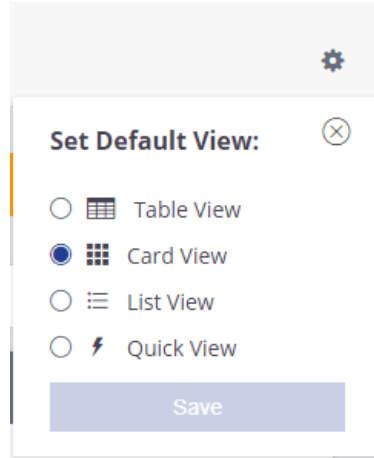 Set Default View:
Table View
Card View
List View
Quick View
Save